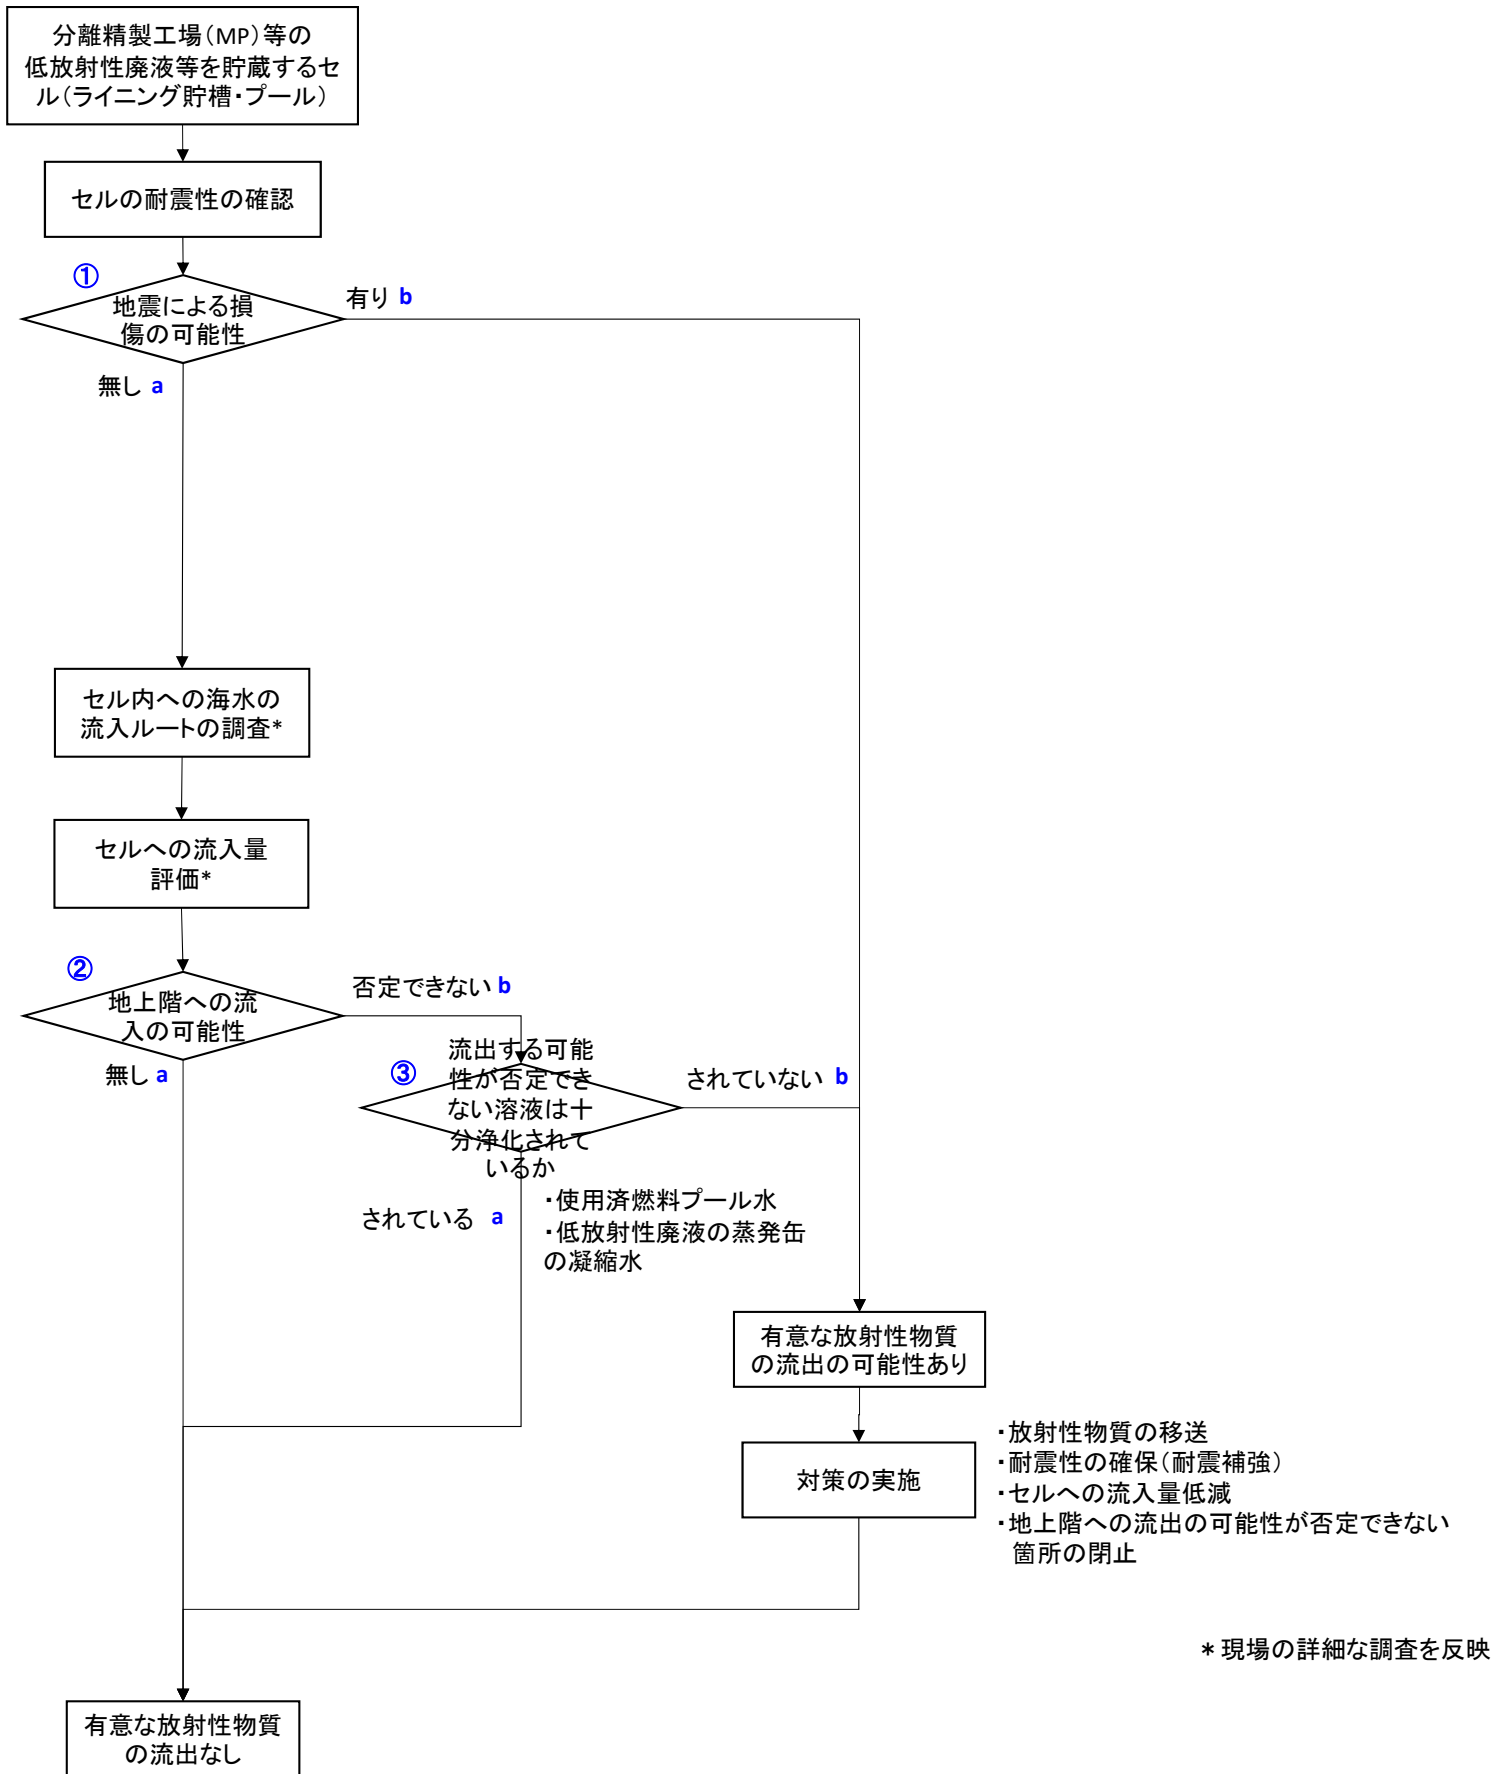 分離精製工場（MP）等の
低放射性廃液等を貯蔵するセ
ル（ライニング貯槽・プール）
セルの耐震性の確認
①
地震による損
傷の可能性
有り b
無し a
セル内への海水の
流入ルートの調査*
セルへの流入量
評価*
②
地上階への流
入の可能性
否定できない b
無し a
③
流出する可能
性が否定でき
ない溶液は十
分浄化されて
いるか
されていない b
されている a
・使用済燃料プール水
・低放射性廃液の蒸発缶
の凝縮水
有意な放射性物質
の流出の可能性あり
対策の実施
・放射性物質の移送
・耐震性の確保（耐震補強）
・セルへの流入量低減
・地上階への流出の可能性が否定できない
箇所の閉止
* 現場の詳細な調査を反映
有意な放射性物質
の流出なし